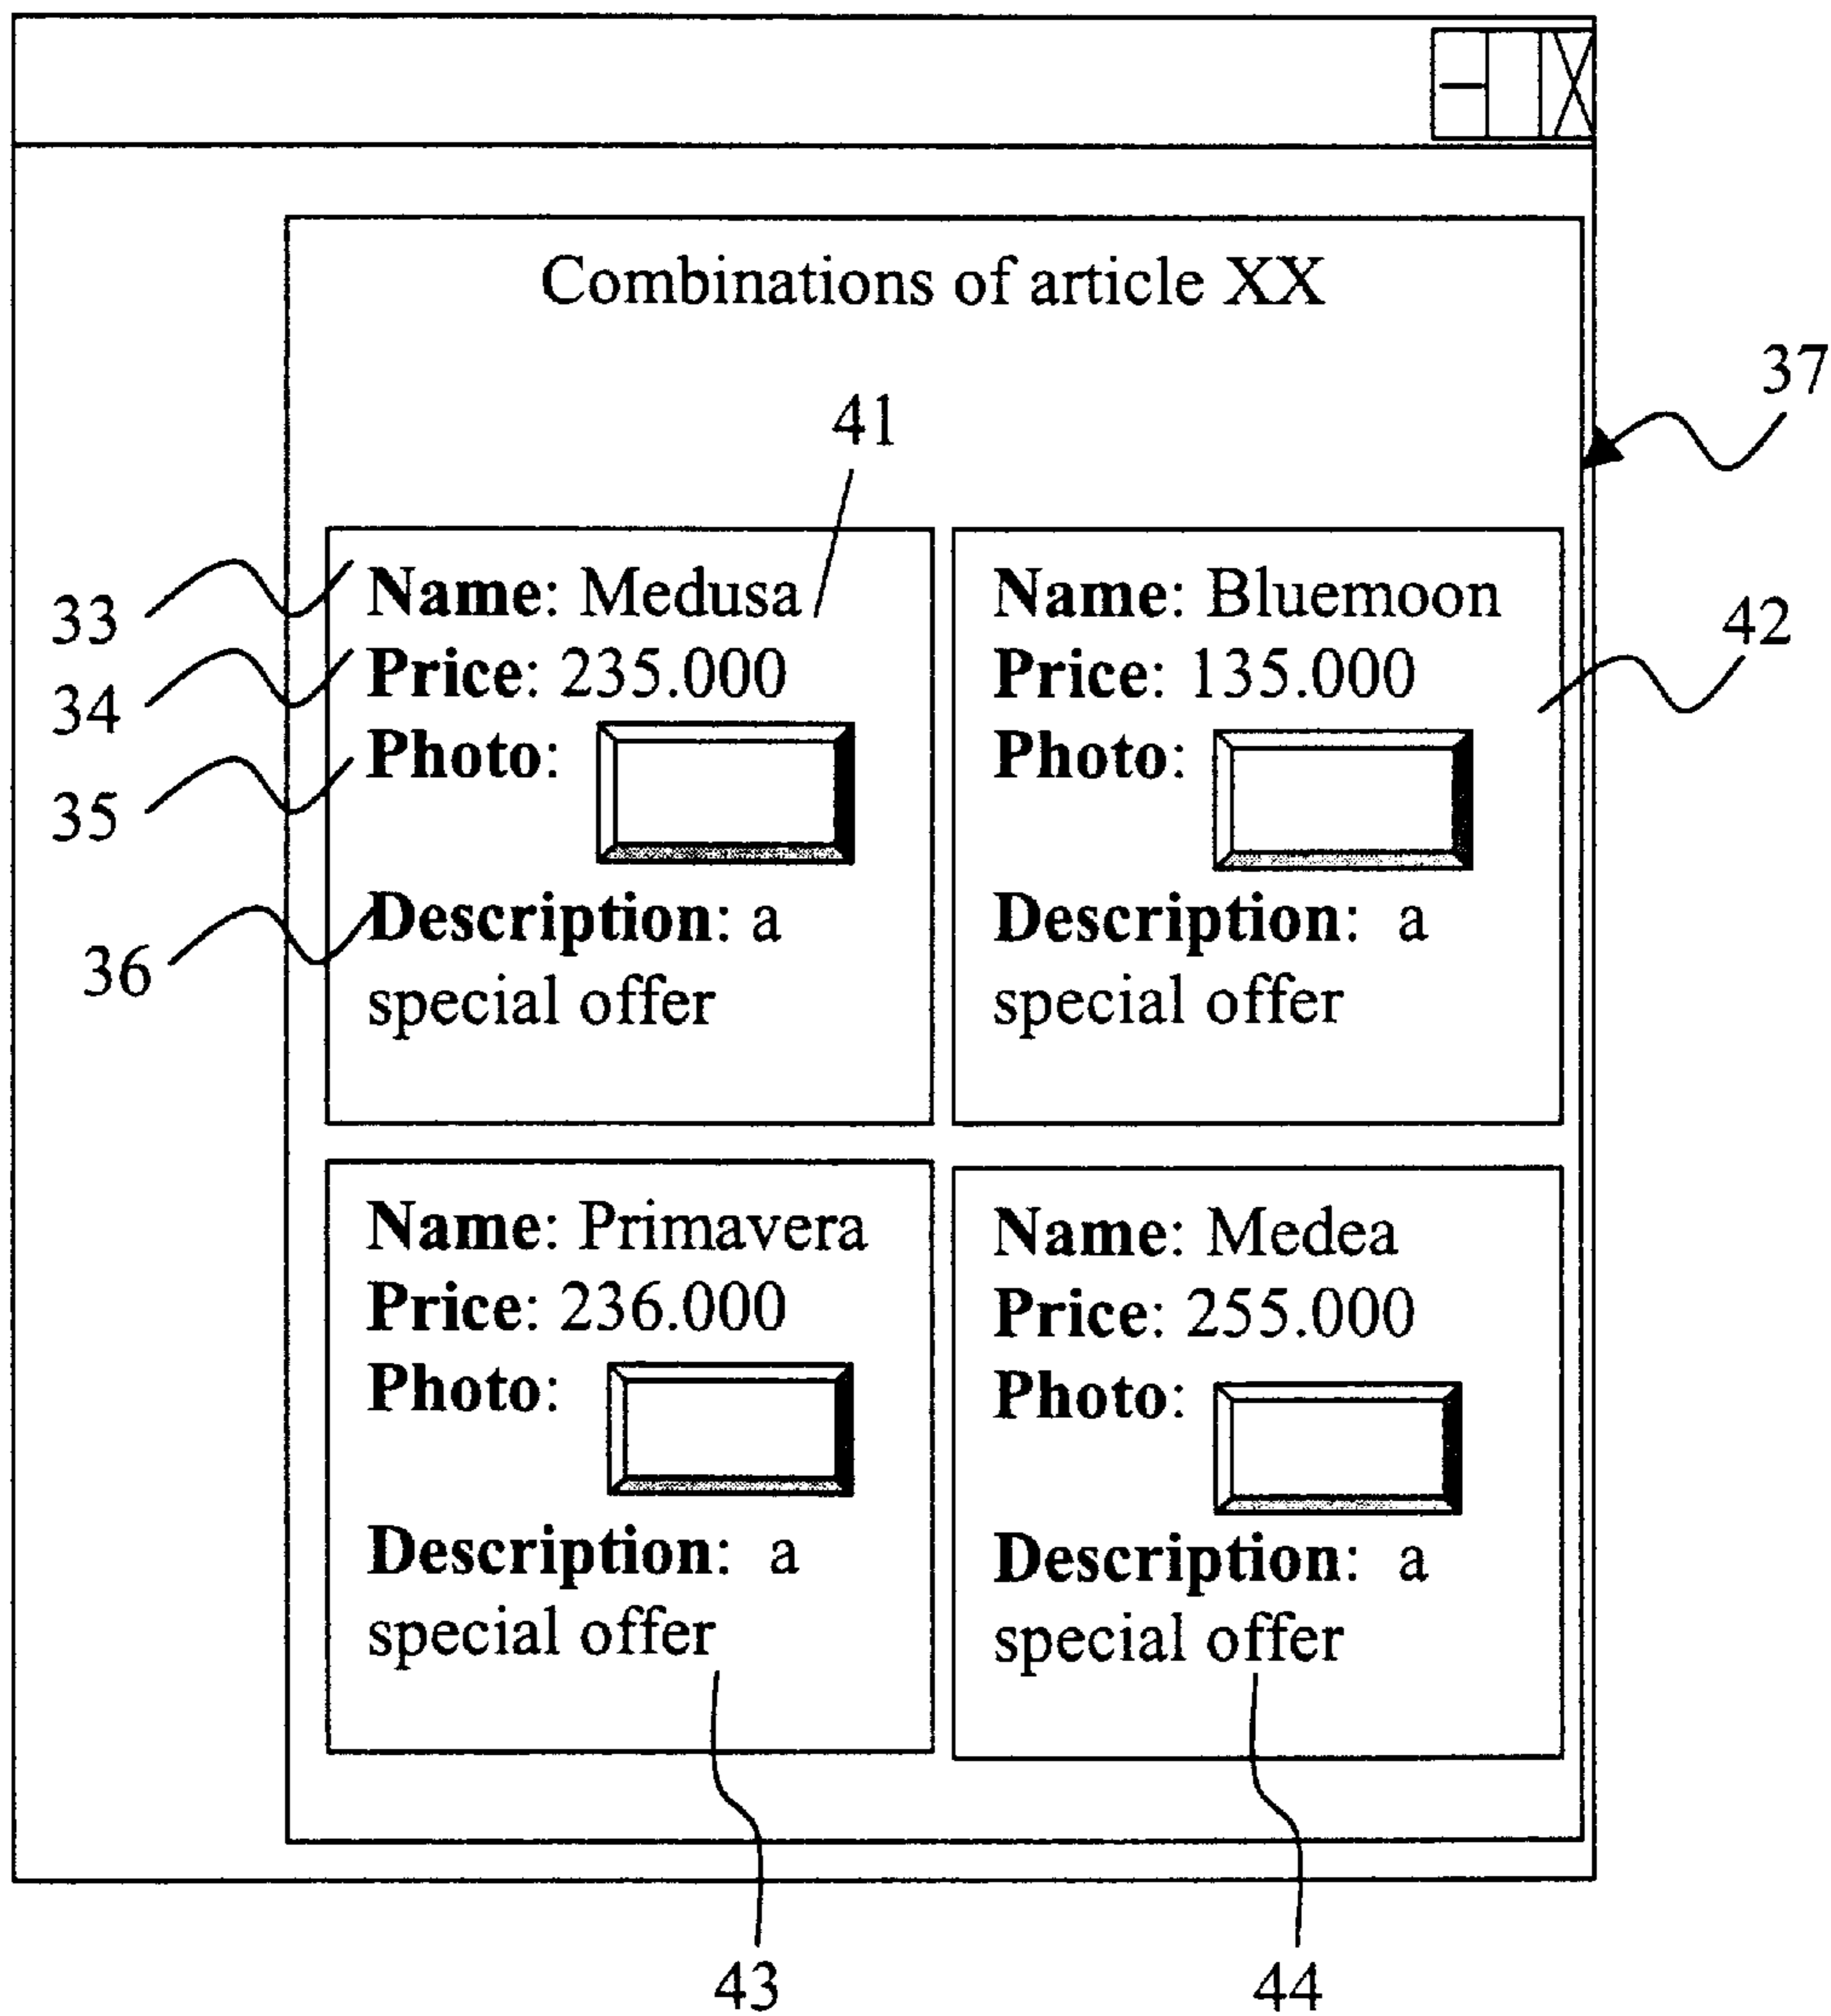 Combinations of article XX
37
41
33
34
35
36
Name: Medusa
Price: 235.000
Photo:
Description: a
special offer
42
Name: Bluemoon
Price: 135.000
Photo:
Description: a
special offer
Name: Primavera
Price: 236.000
Photo:
Description: a
special offer
Name: Medea
Price: 255.000
Photo:
Description: a
special offer
43
44